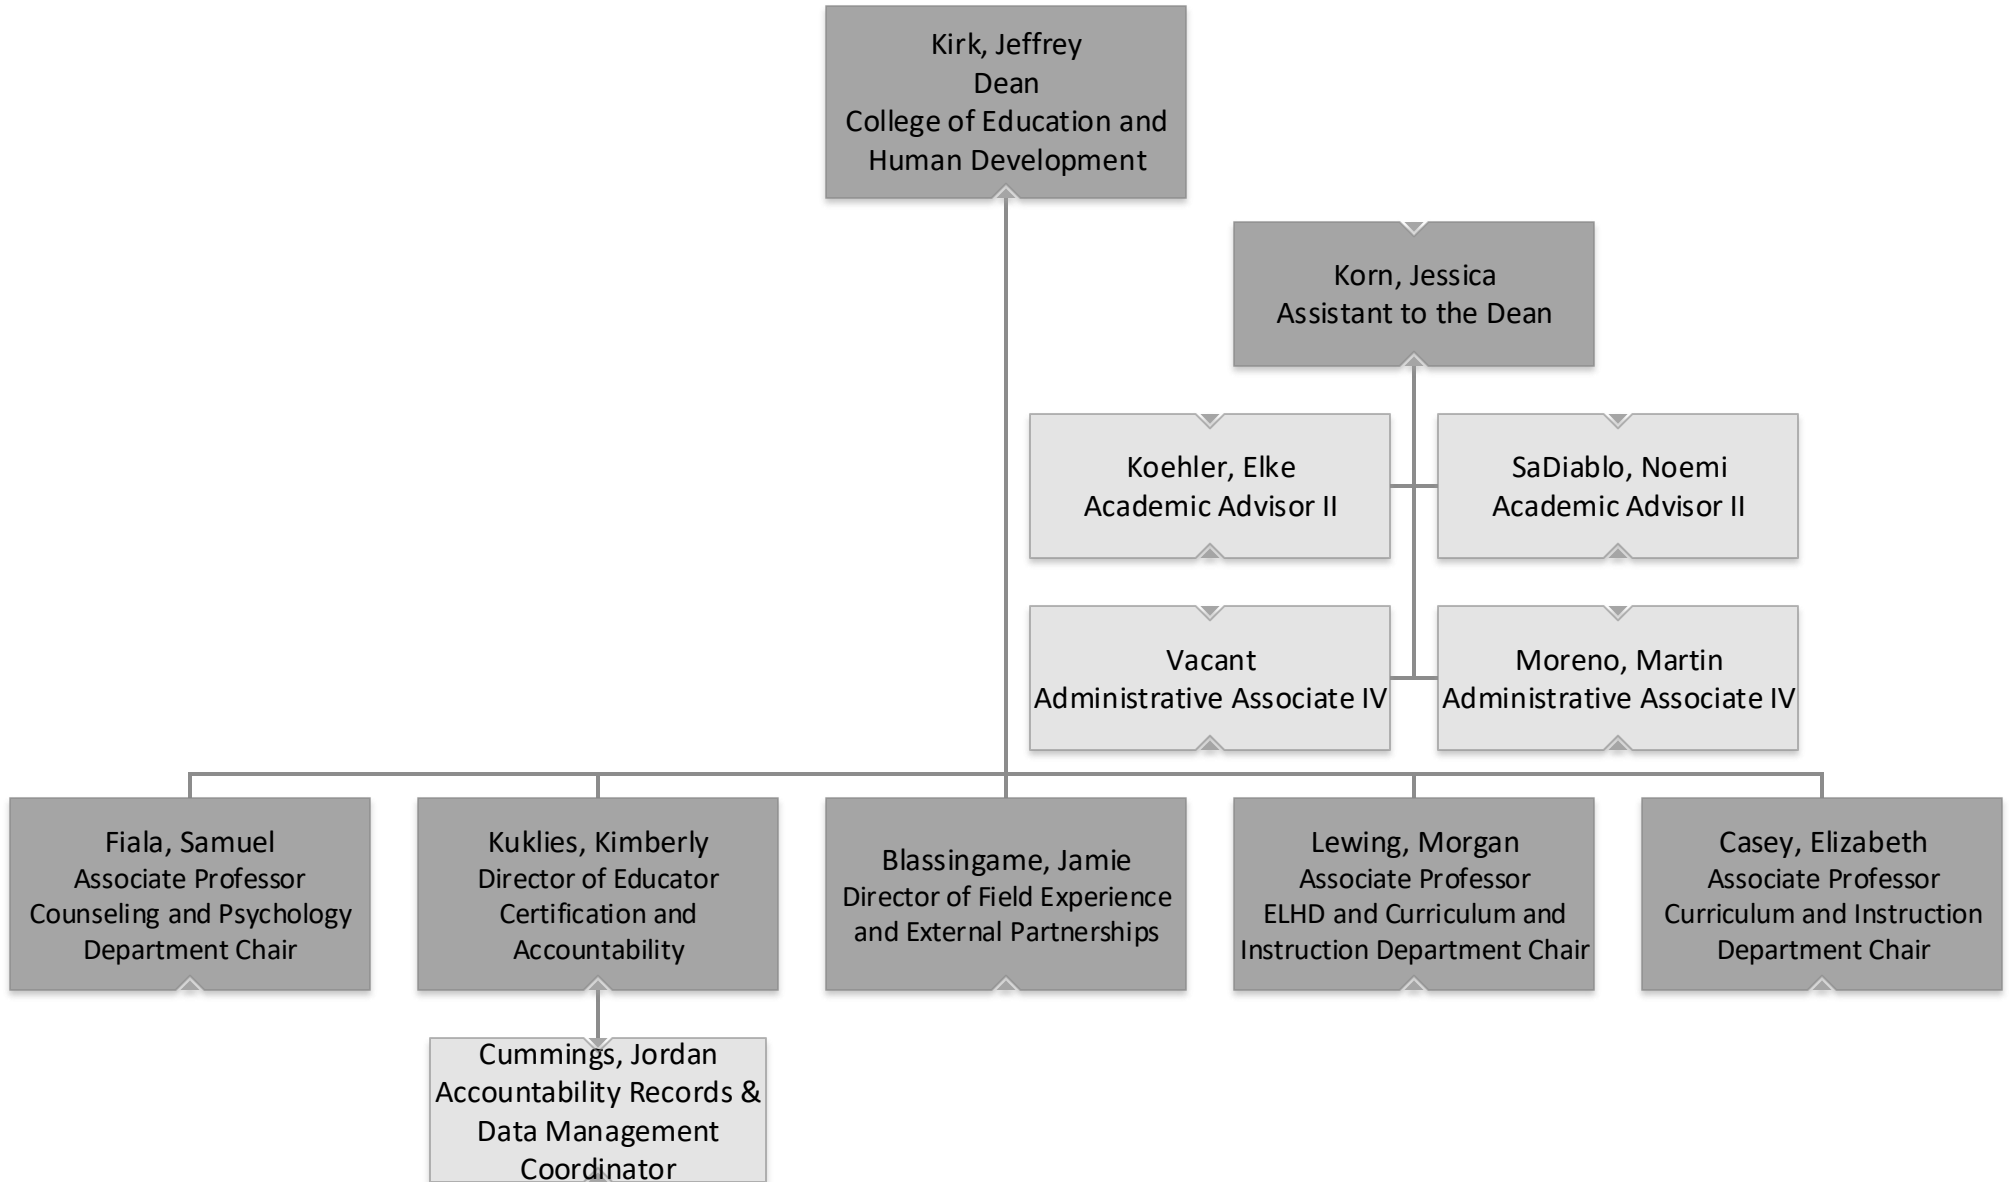 Kirk, Jeffrey
Dean
College of Education and
Human Development
Korn, Jessica
Assistant to the Dean
Koehler, Elke
Academic Advisor II
SaDiablo, Noemi
Academic Advisor II
Vacant
Administrative Associate IV
Moreno, Martin
Administrative Associate IV
Fiala, Samuel
Associate Professor
Counseling and Psychology
Department Chair
Kuklies, Kimberly
Director of Educator
Certification and
Accountability
Blassingame, Jamie
Director of Field Experience
and External Partnerships
Lewing, Morgan
Associate Professor
ELHD and Curriculum and
Instruction Department Chair
Casey, Elizabeth
Associate Professor
Curriculum and Instruction
Department Chair
Cummings, Jordan
Accountability Records &
Data Management
Coordinator